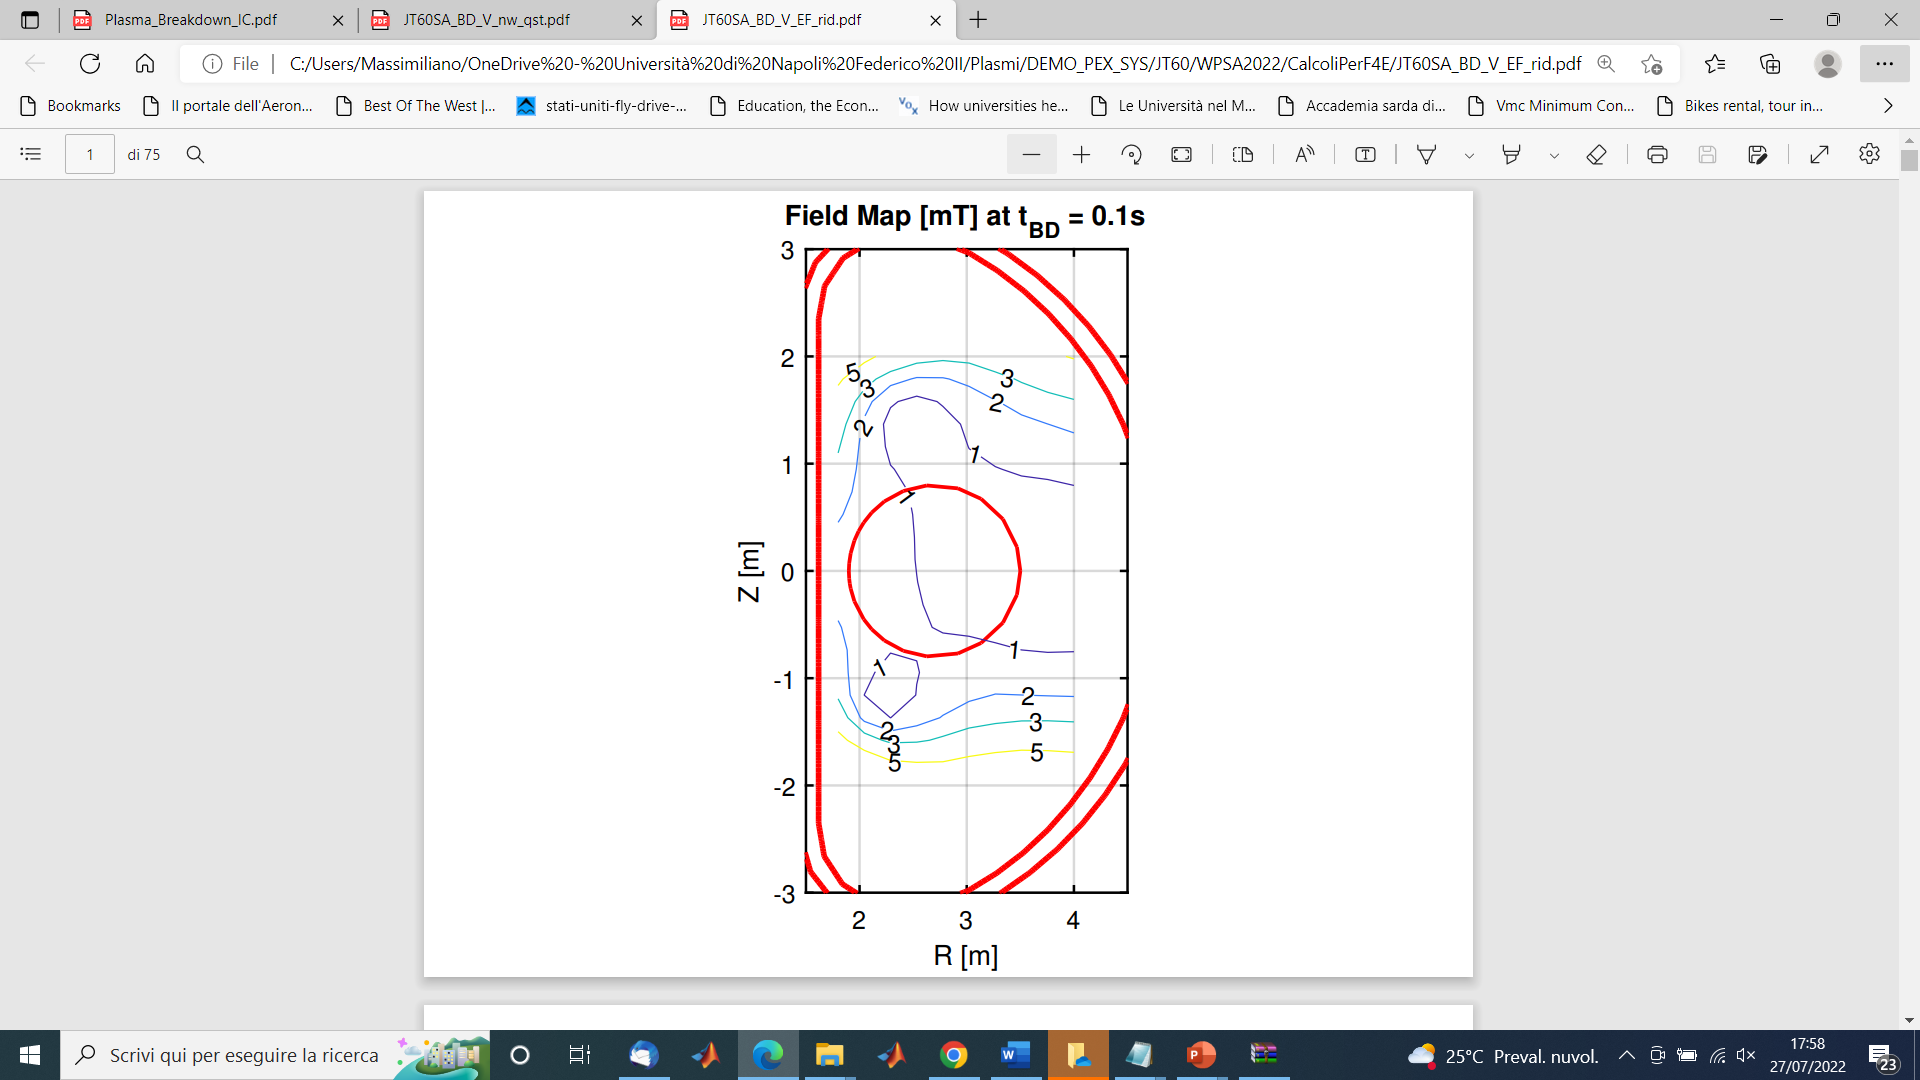 Plasma_Breakdown_IC.pdf
JT60SA_BD_V_nw_qst.pdf
JT60SA_BD_V_EF_rid.pdf
File
C:/Users/Massimiliano/OneDrive%20-%20Università%20di%20Napoli%20Federico%20II/Plasmi/DEMO_PEX_SYS/JT60/WPSA2022/CalcoliPerF4E/JT60SA_BD_V_EF_rid.pdf
Bookmarks
Il portale dell'Aeron...
Best Of The West |...
stati-uniti-fly-drive-...
Education, the Econ...
How universities he...
Le Università nel M...
Accademia sarda di...
Vmc Minimum Con...
Bikes rental, tour in...
1 di 75
Field Map [mT] at tBD = 0.1s
3
2
1
0
-1
-2
-3
Z [m]
5
3
3
2
2
1
1
1
1
2
3
5
2
3
5
2 3 4
R [m]
Scrivi qui per eseguire la ricerca
25°C Preval. nuvol.
17:58
27/07/2022
23